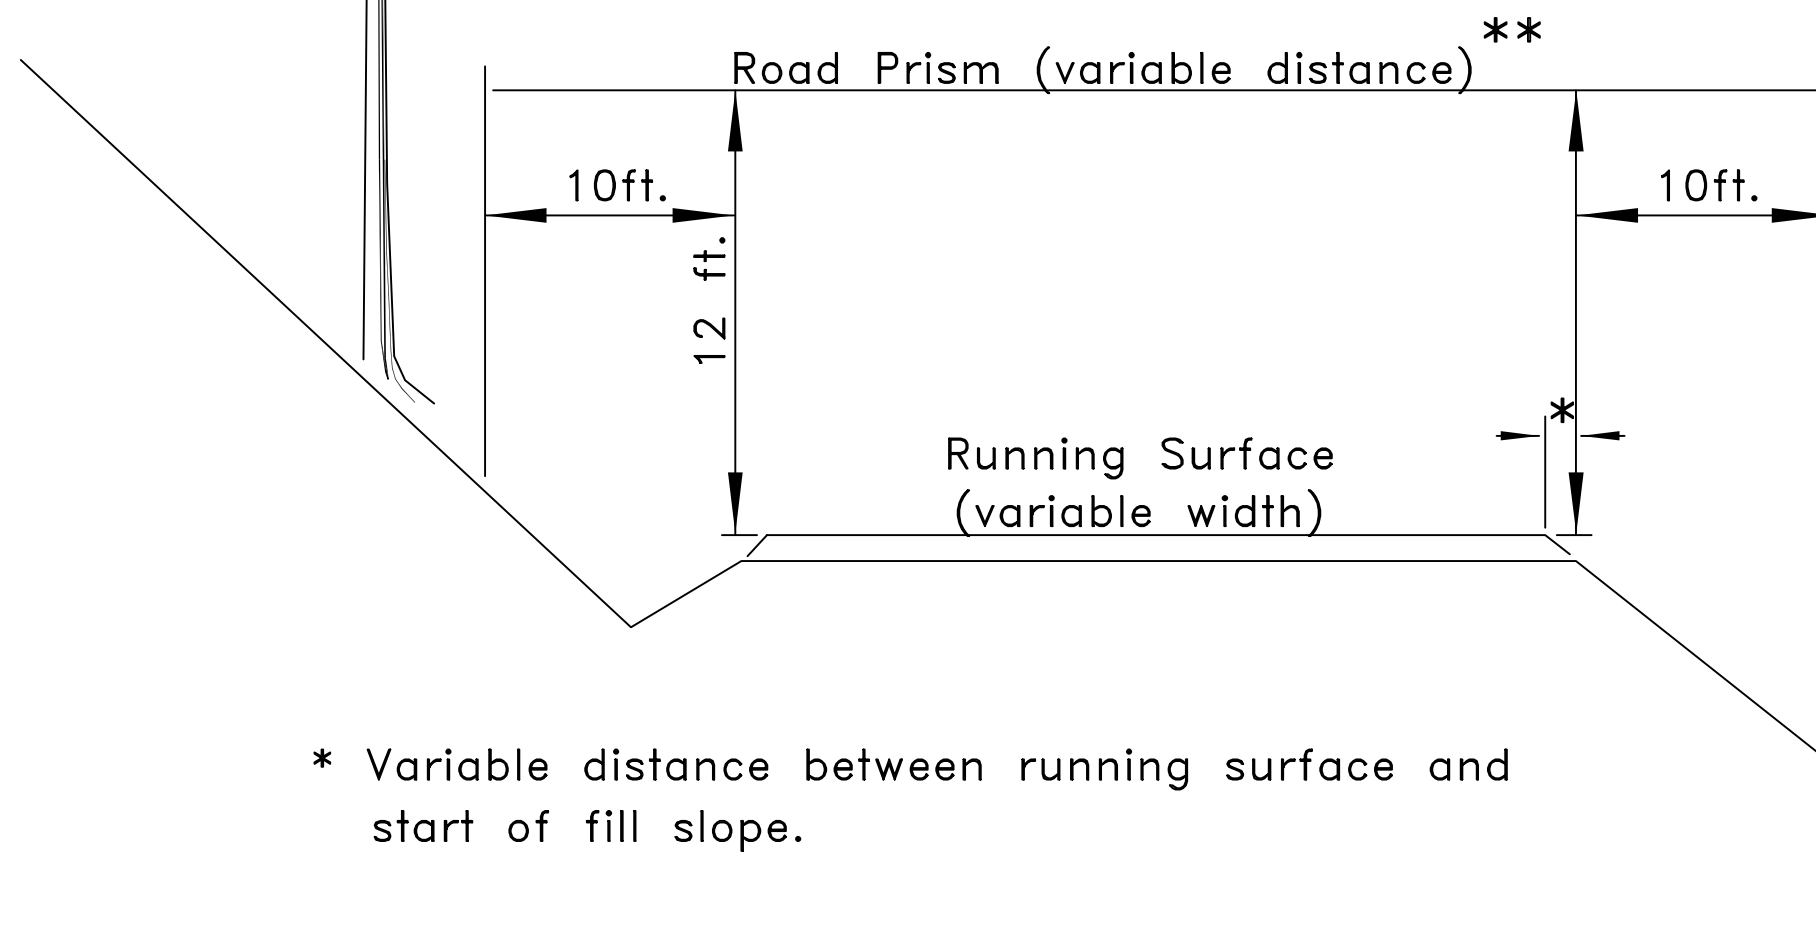 Road Prism (variable distance)**
10ft.
10ft.
12 ft.
*
Running Surface
(variable width)
* Variable distance between running surface and
start of fill slope.